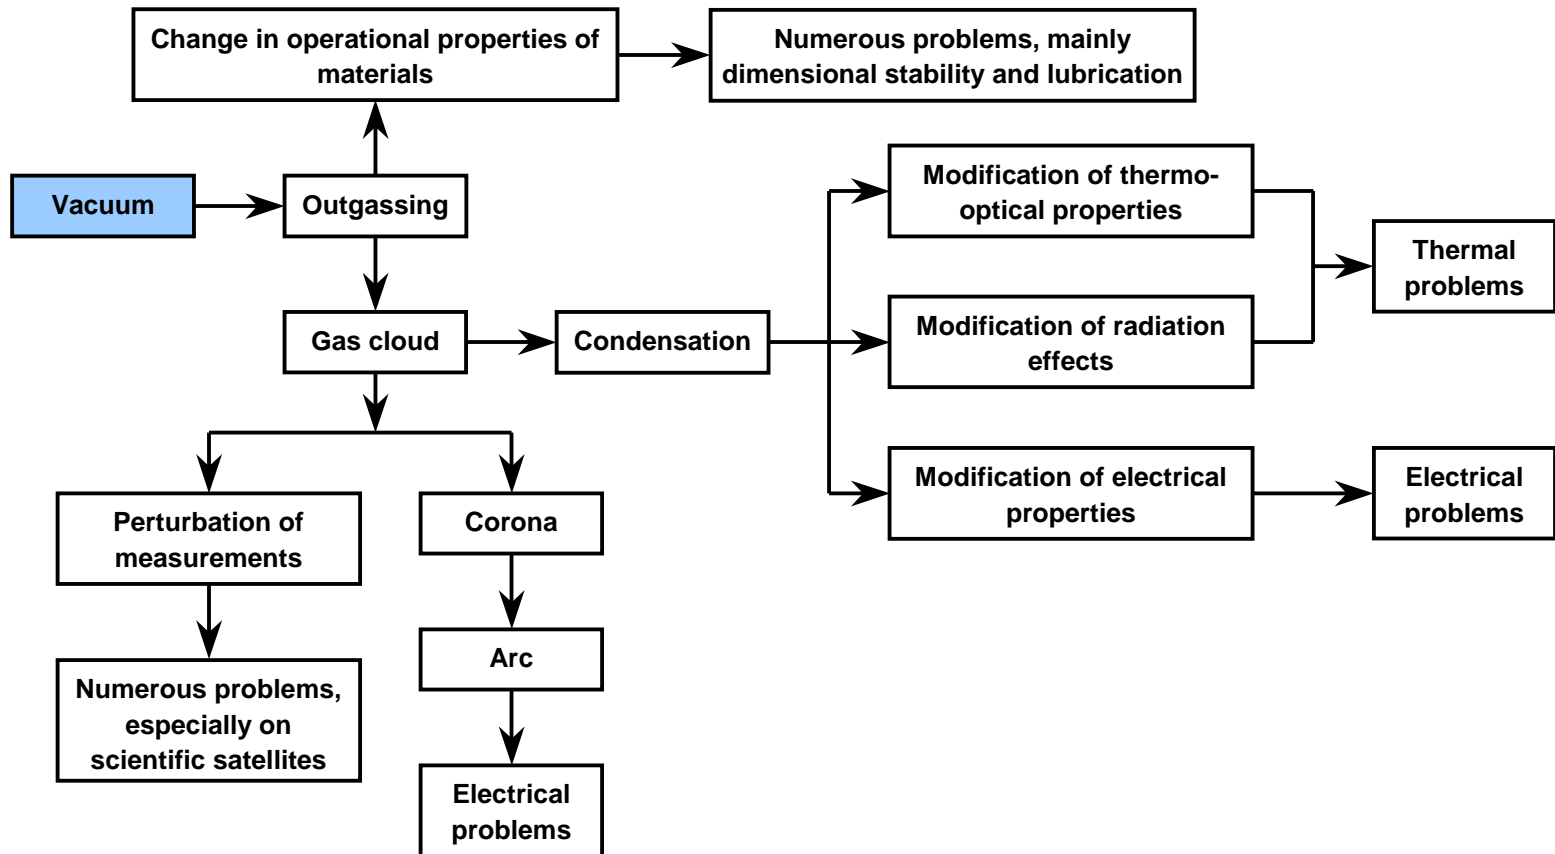 Change in operational properties of
materials
Numerous problems, mainly
dimensional stability and lubrication
Vacuum
Outgassing
Modification of thermo-
optical properties
Thermal
problems
Gas cloud
Condensation
Modification of radiation
effects
Modification of electrical
properties
Electrical
problems
Perturbation of
measurements
Corona
Arc
Numerous problems,
especially on
scientific satellites
Electrical
problems